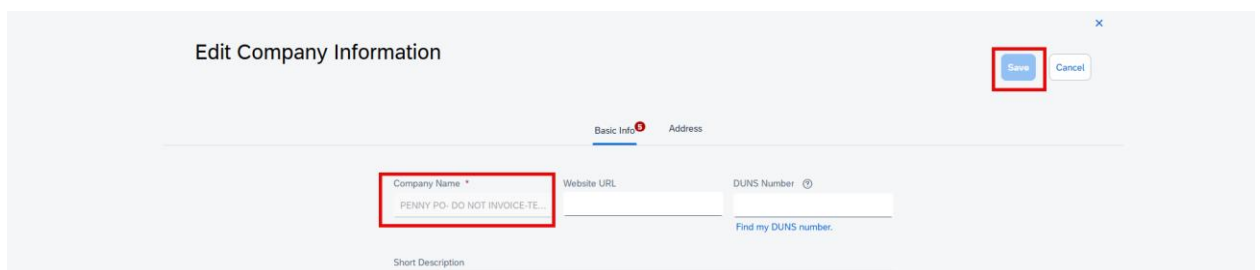 ×
Edit Company Information
Save Cancel
Basic Info 5 Address
Company Name * Website URL DUNS Number ?
PENNY PO- DO NOT INVOICE-TE...
Find my DUNS number.
Short Description